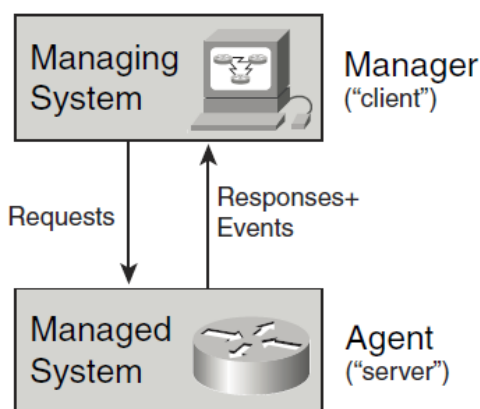 Managing
System
Manager
("client")
Requests
Responses+
Events
Managed
System
Agent
("server")